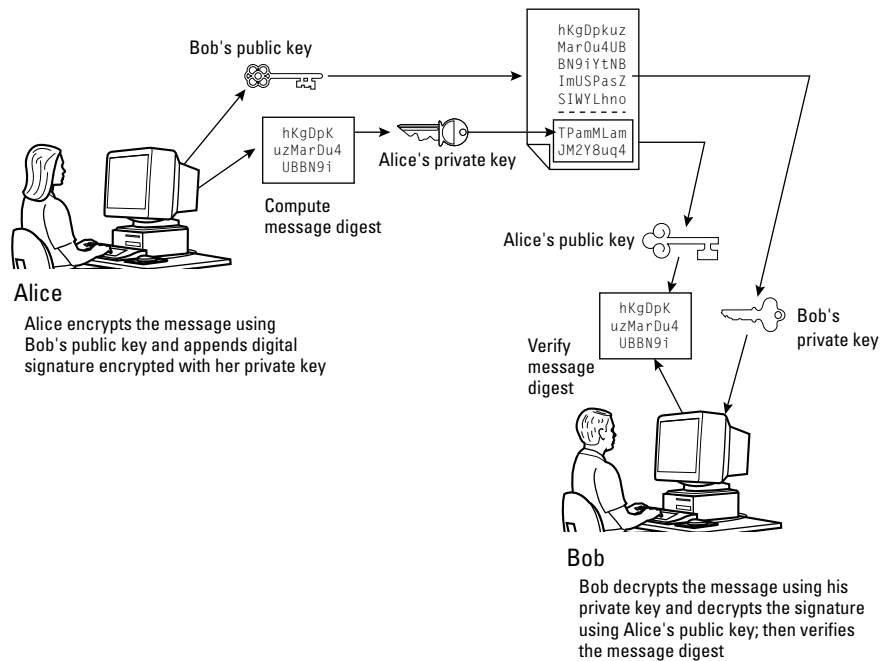 Bob's public key
hKgDpkuz
MarOu4UB
BN9iYtNB
ImUSPasZ
SIWYLhno
TPamMLam
JM2Y8uq4
hKgDpK
uzMarDu4
UBBN9i
Alice's private key
Compute
message digest
Alice's public key
Alice
Alice encrypts the message using
Bob's public key and appends digital
signature encrypted with her private key
hKgDpK
uzMarDu4
UBBN9i
Bob's
private key
Verify
message
digest
Bob
Bob decrypts the message using his
private key and decrypts the signature
using Alice's public key; then verifies
the message digest